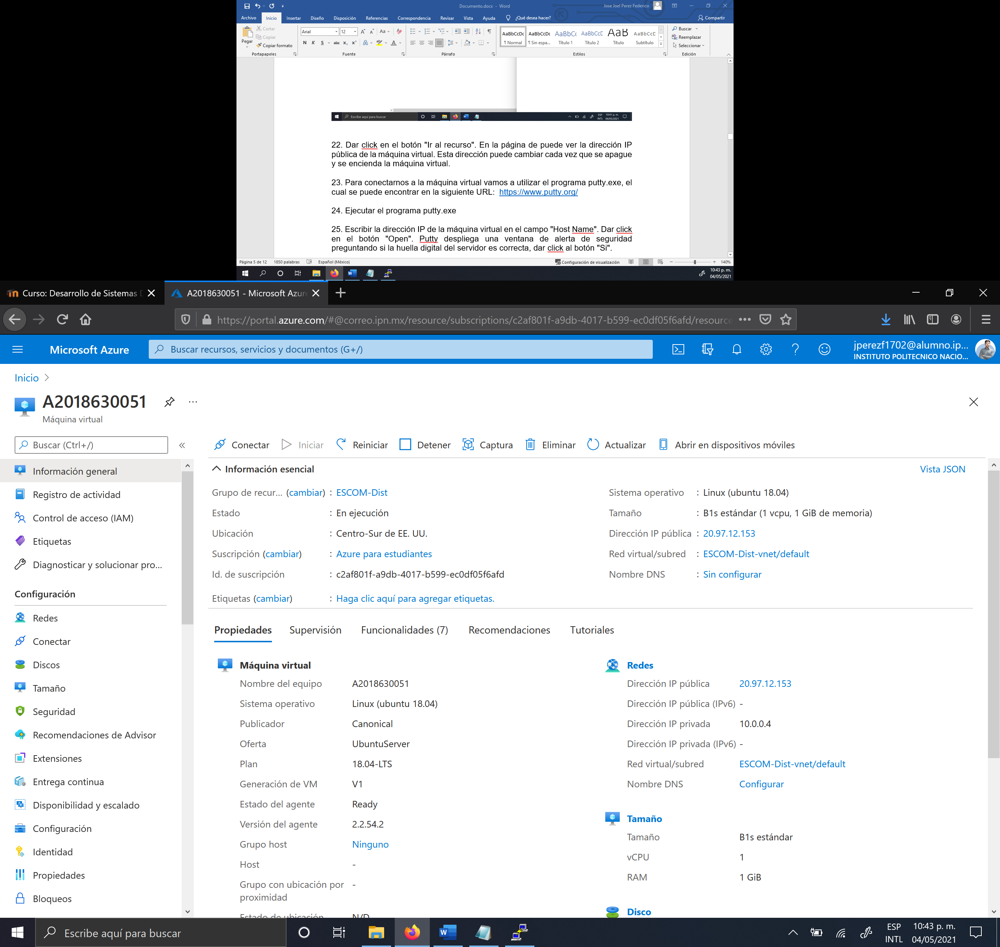 Documento.docx - Word
Jose Joel Perez Federico
Archivo Inicio Insertar Diseño Disposición Referencias Correspondencia Revisar Vista Ayuda ¿Qué desea hacer? Compartir
Pegar
Cortar
Copiar
Copiar formato
Portapapeles
Arial 12
Fuente
Párrafo
AaBbCcDc AaBbCcDc AaBbCc AaBbCcE AaB AaBbCcC
¶ Normal ¶ Sin espa... Título 1 Título 2 Título Subtítulo
Estilos
Buscar
Reemplazar
Seleccionar
Edición
Escribe aquí para buscar
ESP
INTL
10:41 p. m.
04/05/2021
22. Dar click en el botón "Ir al recurso". En la página de puede ver la dirección IP
pública de la máquina virtual. Esta dirección puede cambiar cada vez que se apague
y se encienda la máquina virtual.
23. Para conectarnos a la máquina virtual vamos a utilizar el programa putty.exe, el
cual se puede encontrar en la siguiente URL: https://www.putty.org/
24. Ejecutar el programa putty.exe
25. Escribir la dirección IP de la máquina virtual en el campo "Host Name". Dar click
en el botón "Open". Putty despliega una ventana de alerta de seguridad
preguntando si la huella digital del servidor es correcta, dar click al botón "Si".
Página 5 de 12 1850 palabras Español (México) Configuración de visualización 140%
10:43 p. m.
04/05/2021
Curso: Desarrollo de Sistemas D
A2018630051 - Microsoft Azure
https://portal.azure.com/#@correo.ipn.mx/resource/subscriptions/c2af801f-a9db-4017-b599-ec0df05f6afd/resource
Microsoft Azure
Buscar recursos, servicios y documentos (G+/)
jperezf1702@alumno.ip...
INSTITUTO POLITECNICO NACIO...
Inicio
A2018630051
Máquina virtual
Buscar (Ctrl+/)
Conectar Iniciar Reiniciar Detener Captura Eliminar Actualizar Abrir en dispositivos móviles
Información general
Registro de actividad
Control de acceso (IAM)
Etiquetas
Diagnosticar y solucionar pro...
Configuración
Redes
Conectar
Discos
Tamaño
Seguridad
Recomendaciones de Advisor
Extensiones
Entrega continua
Disponibilidad y escalado
Configuración
Identidad
Propiedades
Bloqueos
Información esencial
Vista JSON
Grupo de recur... (cambiar) : ESCOM-Dist
Estado : En ejecución
Ubicación : Centro-Sur de EE. UU.
Suscripción (cambiar) : Azure para estudiantes
Id. de suscripción : c2af801f-a9db-4017-b599-ec0df05f6afd
Etiquetas (cambiar) : Haga clic aquí para agregar etiquetas.
Sistema operativo : Linux (ubuntu 18.04)
Tamaño : B1s estándar (1 vcpu, 1 GiB de memoria)
Dirección IP pública : 20.97.12.153
Red virtual/subred : ESCOM-Dist-vnet/default
Nombre DNS : Sin configurar
Propiedades Supervisión Funcionalidades (7) Recomendaciones Tutoriales
Máquina virtual
Nombre del equipo A2018630051
Sistema operativo Linux (ubuntu 18.04)
Publicador Canonical
Oferta UbuntuServer
Plan 18.04-LTS
Generación de VM V1
Estado del agente Ready
Versión del agente 2.2.54.2
Grupo host Ninguno
Host -
Grupo con ubicación por -
proximidad
Estado de ubicación N/D
Redes
Dirección IP pública 20.97.12.153
Dirección IP pública (IPv6) -
Dirección IP privada 10.0.0.4
Dirección IP privada (IPv6) -
Red virtual/subred ESCOM-Dist-vnet/default
Nombre DNS Configurar
Tamaño
Tamaño B1s estándar
vCPU 1
RAM 1 GiB
Disco
Escribe aquí para buscar
ESP
INTL
10:43 p. m.
04/05/2021